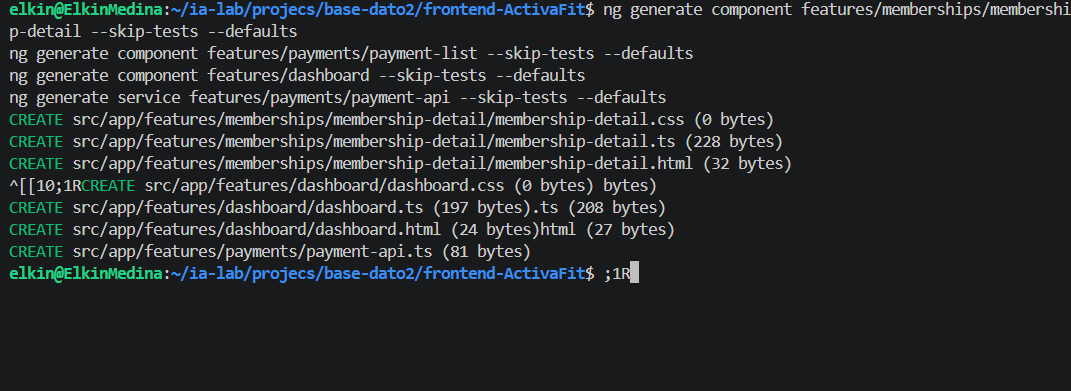 elkin@ElkinMedina:~/ia-lab/projecs/base-dato2/frontend-ActivaFit$ ng generate component features/memberships/membershi
p-detail --skip-tests --defaults
ng generate component features/payments/payment-list --skip-tests --defaults
ng generate component features/dashboard --skip-tests --defaults
ng generate service features/payments/payment-api --skip-tests --defaults
CREATE src/app/features/memberships/membership-detail/membership-detail.css (0 bytes)
CREATE src/app/features/memberships/membership-detail/membership-detail.ts (228 bytes)
CREATE src/app/features/memberships/membership-detail/membership-detail.html (32 bytes)
^[[10;1RCREATE src/app/features/dashboard/dashboard.css (0 bytes) bytes)
CREATE src/app/features/dashboard/dashboard.ts (197 bytes).ts (208 bytes)
CREATE src/app/features/dashboard/dashboard.html (24 bytes)html (27 bytes)
CREATE src/app/features/payments/payment-api.ts (81 bytes)
elkin@ElkinMedina:~/ia-lab/projecs/base-dato2/frontend-ActivaFit$ ;1R